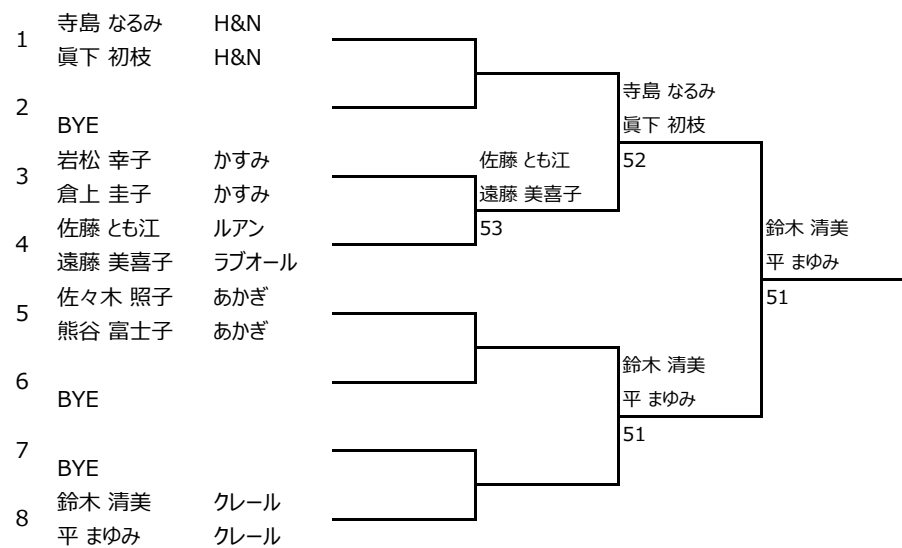 1 寺島 なるみ H&N
眞下 初枝 H&N
2 BYE
3 岩松 幸子 かすみ
倉上 圭子 かすみ
4 佐藤 とも江 ルアン
遠藤 美喜子 ラブオール
5 佐々木 照子 あかぎ
熊谷 富士子 あかぎ
6 BYE
7 BYE
8 鈴木 清美 クレール
平 まゆみ クレール
佐藤 とも江
遠藤 美喜子
53
寺島 なるみ
眞下 初枝
52
鈴木 清美
平 まゆみ
51
鈴木 清美
平 まゆみ
51